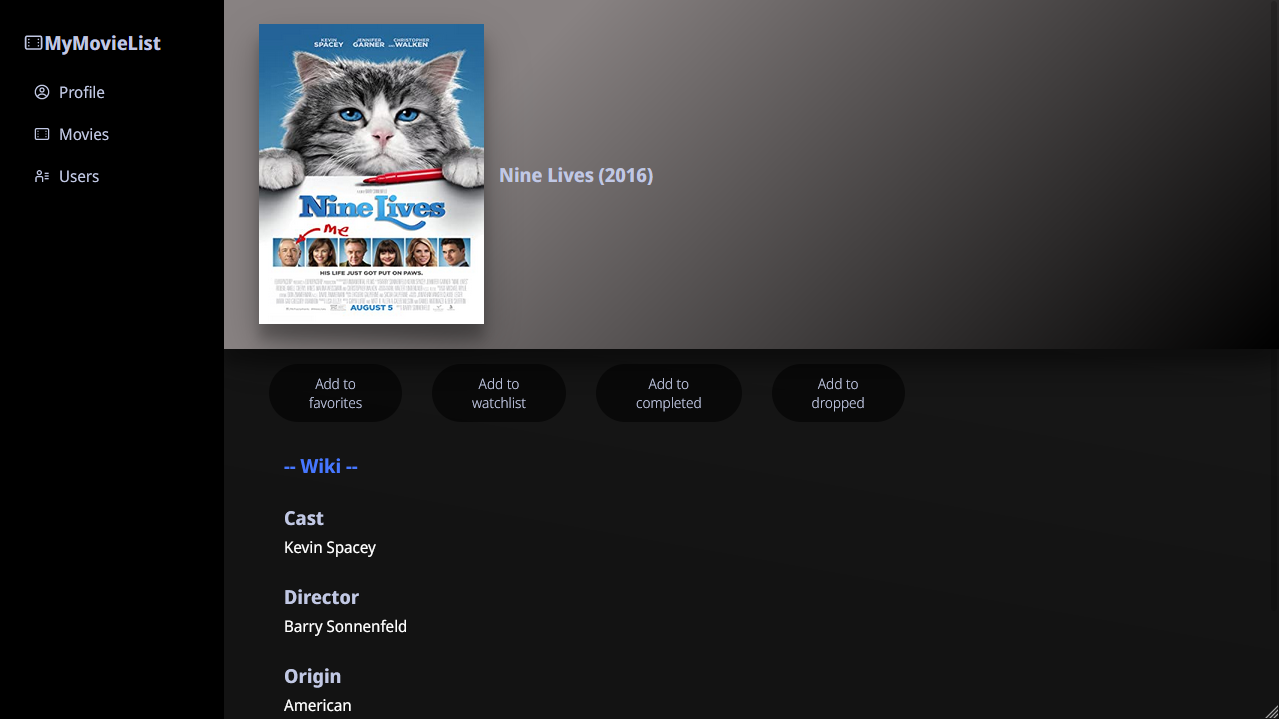 MyMovieList
Profile
Movies
Users
KEVIN SPACEY JENNIFER GARNER AND CHRISTOPHER WALKEN
Nine Lives
me
HIS LIFE JUST GOT PUT ON PAWS.
AUGUST 5
Nine Lives (2016)
Add to
favorites
Add to
watchlist
Add to
completed
Add to
dropped
-- Wiki --
Cast
Kevin Spacey
Director
Barry Sonnenfeld
Origin
American